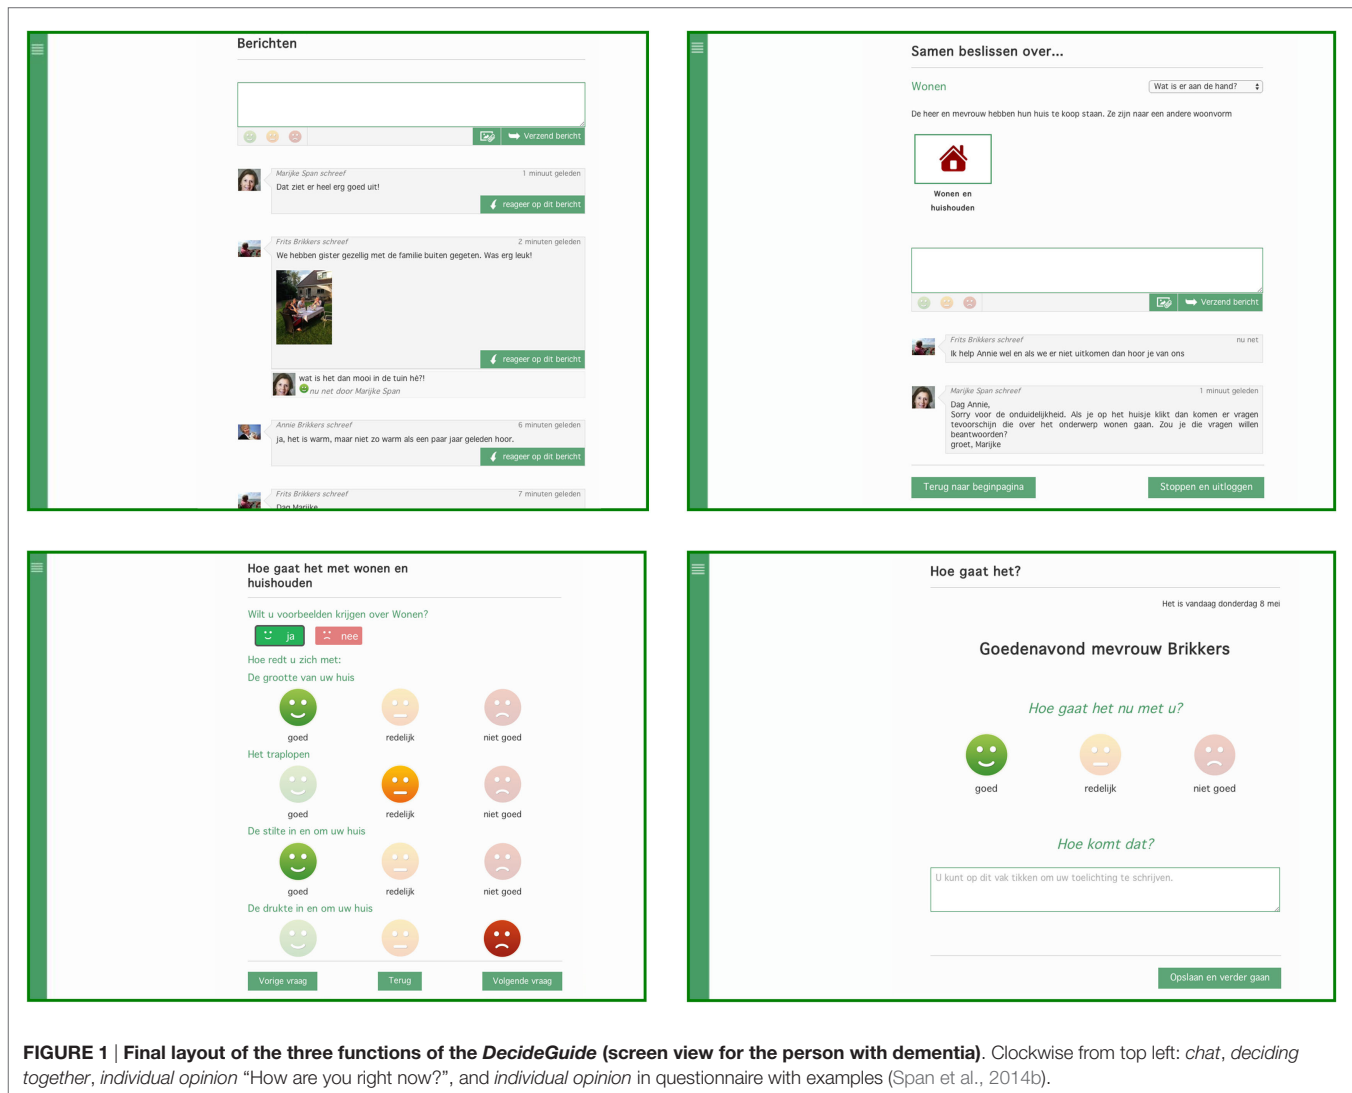 Berichten
Verzend bericht
Marijke Span schreef
1 minuut geleden
Dat ziet er heel erg goed uit!
reageer op dit bericht
Frits Brikkers schreef
2 minuten geleden
We hebben gister gezellig met de familie buiten gegeten. Was erg leuk!
reageer op dit bericht
wat is het dan mooi in de tuin hè?!
nu net door Marijke Span
Annie Brikkers schreef
6 minuten geleden
ja, het is warm, maar niet zo warm als een paar jaar geleden hoor.
reageer op dit bericht
Frits Brikkers schreef
7 minuten geleden
Dag Marijke
Samen beslissen over...
Wonen
Wat is er aan de hand?
De heer en mevrouw hebben hun huis te koop staan. Ze zijn naar een andere woonvorm
Wonen en
huishouden
Verzend bericht
Frits Brikkers schreef
nu net
Ik help Annie wel en als we er niet uitkomen dan hoor je van ons
Marijke Span schreef
1 minuut geleden
Dag Annie,
Sorry voor de onduidelijkheid. Als je op het huisje klikt dan komen er vragen
tevoorschijn die over het onderwerp wonen gaan. Zou je die vragen willen
beantwoorden?
groet, Marijke
Terug naar beginpagina
Stoppen en uitloggen
Hoe gaat het met wonen en
huishouden
Wilt u voorbeelden krijgen over Wonen?
ja nee
Hoe redt u zich met:
De grootte van uw huis
goed redelijk niet goed
Het traplopen
goed redelijk niet goed
De stilte in en om uw huis
goed redelijk niet goed
De drukte in en om uw huis
Vorige vraag Terug Volgende vraag
Hoe gaat het?
Het is vandaag donderdag 8 mei
Goedenavond mevrouw Brikkers
Hoe gaat het nu met u?
goed redelijk niet goed
Hoe komt dat?
U kunt op dit vak tikken om uw toelichting te schrijven.
Opslaan en verder gaan
FIGURE 1 | Final layout of the three functions of the DecideGuide (screen view for the person with dementia). Clockwise from top left: chat, deciding
together, individual opinion “How are you right now?”, and individual opinion in questionnaire with examples (Span et al., 2014b).